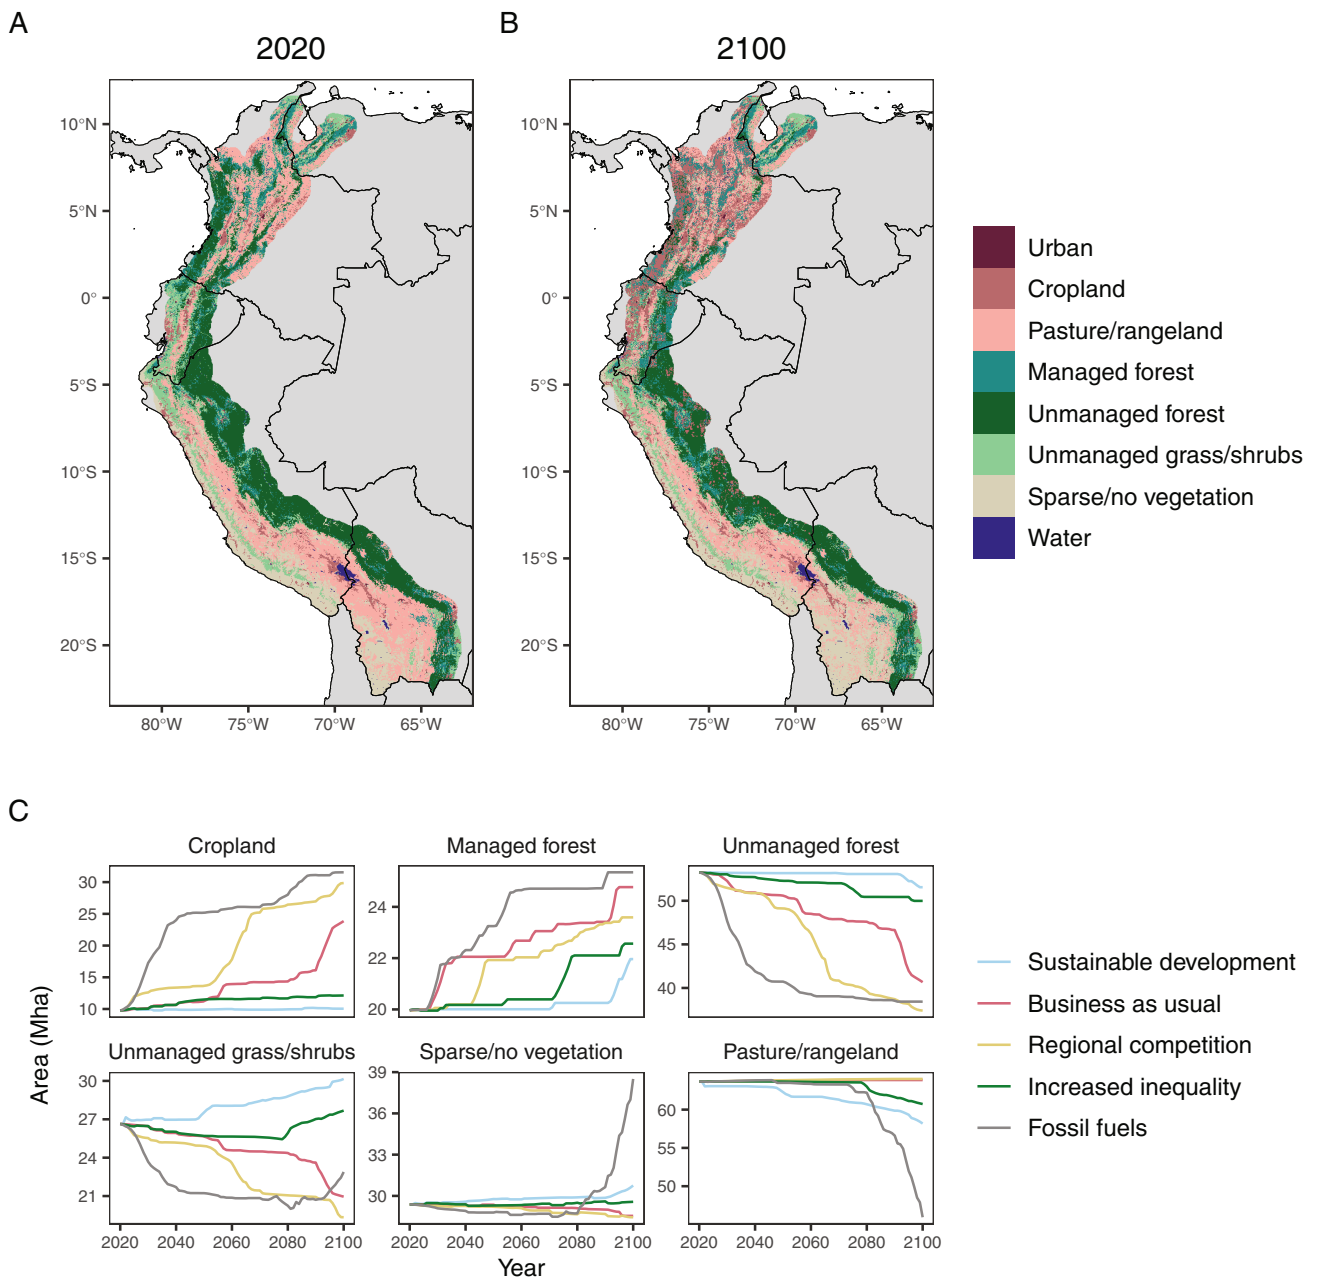 A
B
2020
2100
10°N
5°N
0°
5°S
10°S
15°S
20°S
80°W
75°W
70°W
65°W
10°N
5°N
0°
5°S
10°S
15°S
20°S
80°W
75°W
70°W
65°W
Urban
Cropland
Pasture/rangeland
Managed forest
Unmanaged forest
Unmanaged grass/shrubs
Sparse/no vegetation
Water
C
Area (Mha)
Cropland
30
25
20
15
10
Managed forest
24
22
20
Unmanaged forest
50
45
40
Unmanaged grass/shrubs
30
27
24
21
2020 2040 2060 2080 2100
Sparse/no vegetation
39
36
33
30
2020 2040 2060 2080 2100
Pasture/rangeland
60
55
50
2020 2040 2060 2080 2100
Year
Sustainable development
Business as usual
Regional competition
Increased inequality
Fossil fuels